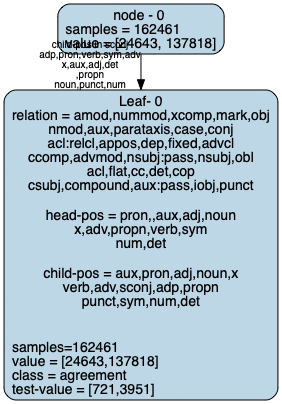 node - 0
samples = 162461
value = [24643, 137818]
adp,pron,verb,sym,adv
x,aux,adj,det
,propn
noun,punct,num
Leaf- 0
relation = amod,nummod,xcomp,mark,obj
nmod,aux,parataxis,case,conj
acl:relcl,appos,dep,fixed,advcl
ccomp,advmod,nsubj:pass,nsubj,obl
acl,flat,cc,det,cop
csubj,compound,aux:pass,iobj,punct
head-pos = pron,,aux,adj,noun
x,adv,propn,verb,sym
num,det
child-pos = aux,pron,adj,noun,x
verb,adv,sconj,adp,propn
punct,sym,num,det
samples=162461
value = [24643,137818]
class = agreement
test-value = [721,3951]